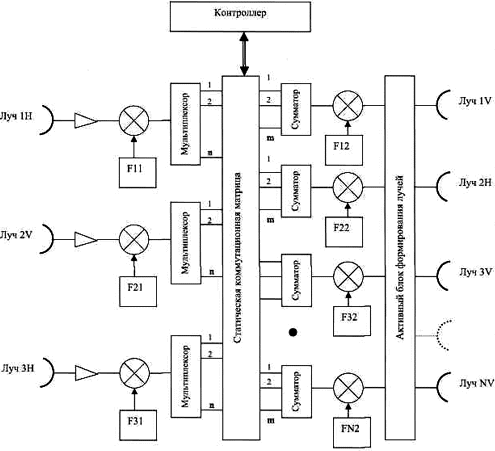 Контроллер
Луч 1H
F11
Мультиплексор
1
2
n
Луч 2V
F21
Мультиплексор
1
2
n
Луч 3H
F31
Мультиплексор
1
2
n
Статическая коммутационная матрица
1
2
m
Сумматор
F12
Луч 1V
1
2
m
Сумматор
F22
Луч 2H
Сумматор
F32
Луч 3V
1
2
m
Сумматор
FN2
Луч NV
Активный блок формирования лучей